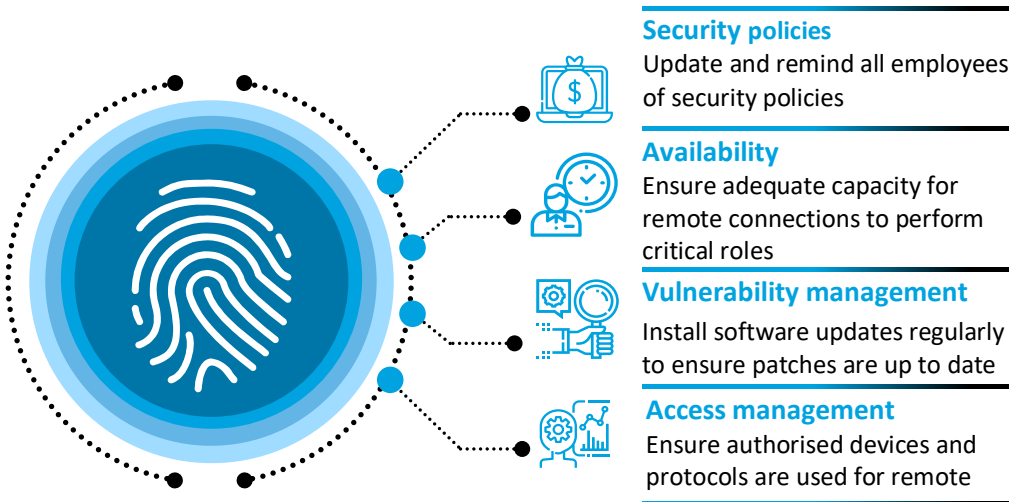 Security policies
Update and remind all employees
of security policies
$
Availability
Ensure adequate capacity for
remote connections to perform
critical roles
Vulnerability management
Install software updates regularly
to ensure patches are up to date
Access management
Ensure authorised devices and
protocols are used for remote